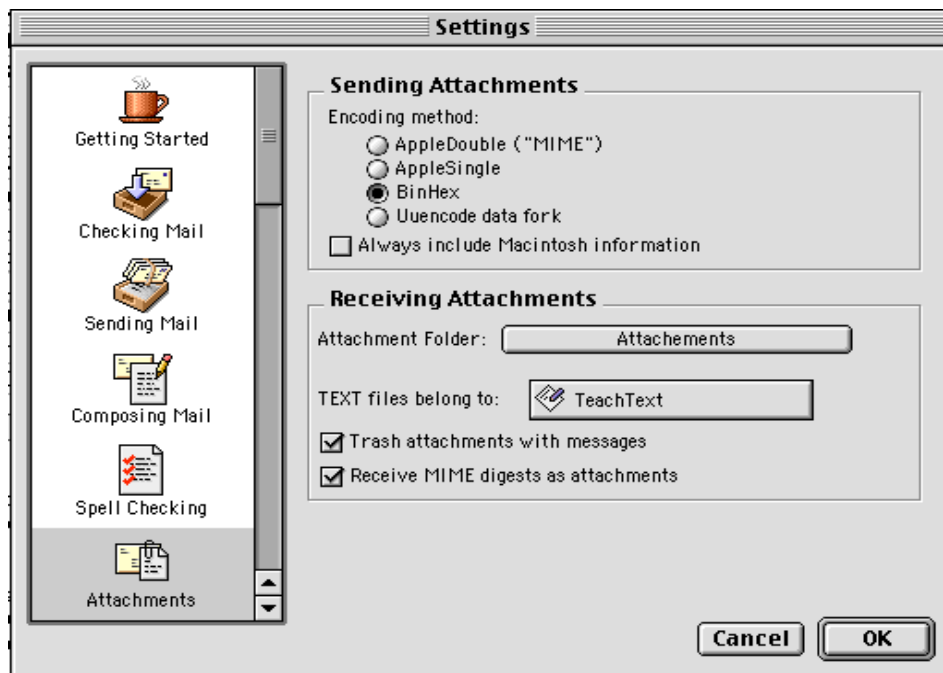 Settings
Getting Started
Checking Mail
Sending Mail
Composing Mail
Spell Checking
Attachments
Sending Attachments
Encoding method:
AppleDouble ("MIME")
AppleSingle
BinHex
Uuencode data fork
Always include Macintosh information
Receiving Attachments
Attachment Folder: Attachements
TEXT files belong to: TeachText
Trash attachments with messages
Receive MIME digests as attachments
Cancel OK